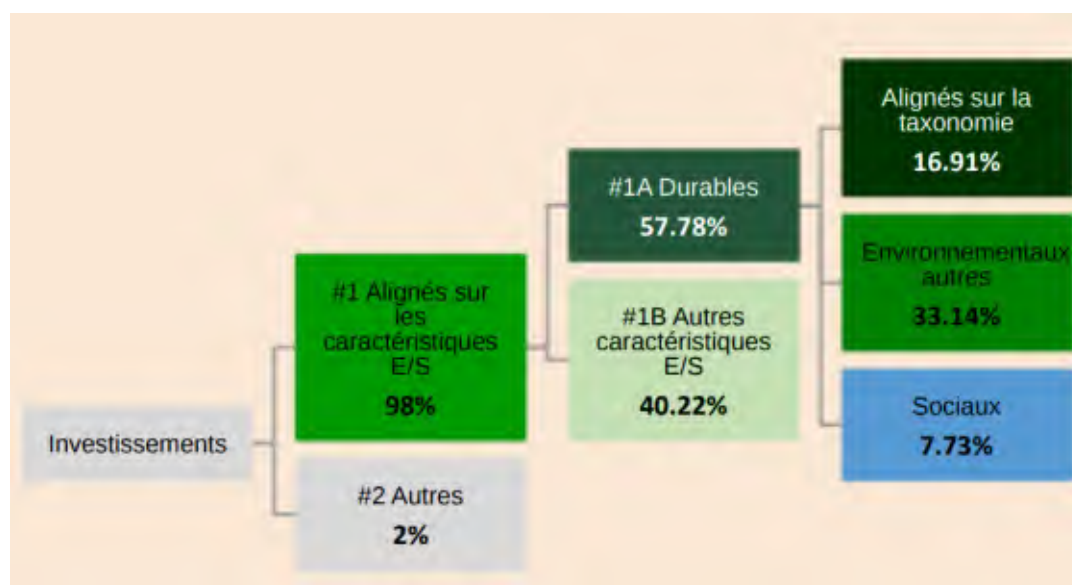 Investissements
#1 Alignés sur
les
caractéristiques
E/S
98%
#2 Autres
2%
#1A Durables
57.78%
#1B Autres
caractéristiques
E/S
40.22%
Alignés sur la
taxonomie
16.91%
Environnementaux
autres
33.14%
Sociaux
7.73%